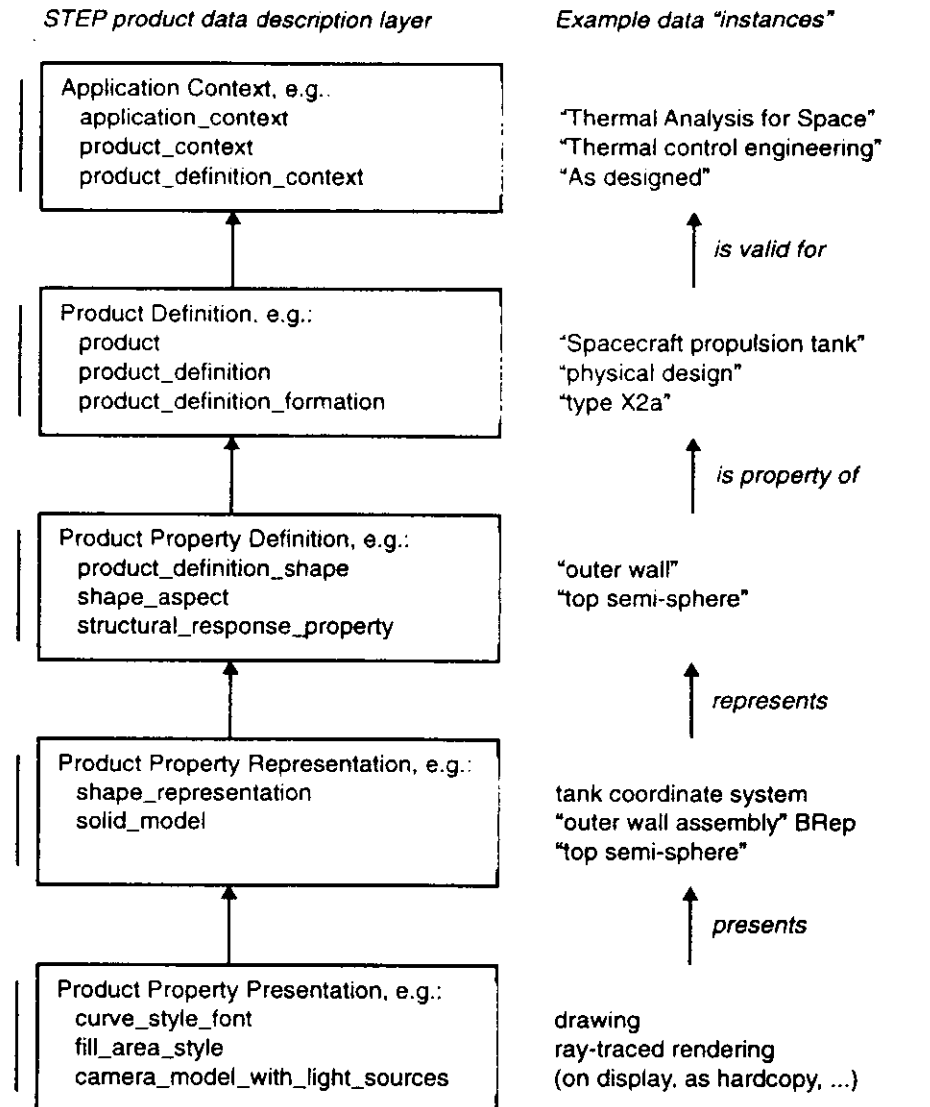 STEP product data description layer
Example data "instances"
Application Context, e.g.
application_context
product_context
product_definition_context
"Thermal Analysis for Space"
"Thermal control engineering"
"As designed"
is valid for
Product Definition, e.g.:
product
product_definition
product_definition_formation
"Spacecraft propulsion tank"
"physical design"
"type X2a"
is property of
Product Property Definition, e.g.:
product_definition_shape
shape_aspect
structural_response_property
"outer wall"
"top semi-sphere"
represents
Product Property Representation, e.g.:
shape_representation
solid_model
tank coordinate system
"outer wall assembly" BRep
"top semi-sphere"
presents
Product Property Presentation, e.g.:
curve_style_font
fill_area_style
camera_model_with_light_sources
drawing
ray-traced rendering
(on display, as hardcopy, ...)